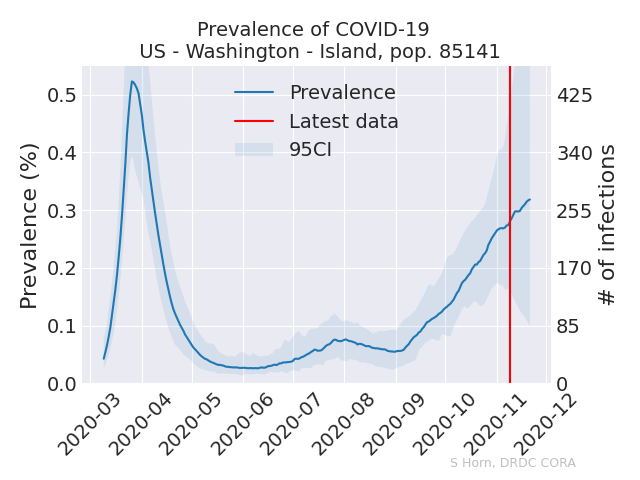 Prevalence of COVID-19
US - Washington - Island, pop. 85141
Prevalence
Latest data
95CI
Prevalence (%)
0.5
0.4
0.3
0.2
0.1
0.0
425
340
255
170
85
0
# of infections
2020-03
2020-04
2020-05
2020-06
2020-07
2020-08
2020-09
2020-10
2020-11
2020-12
S Horn, DRDC CORA